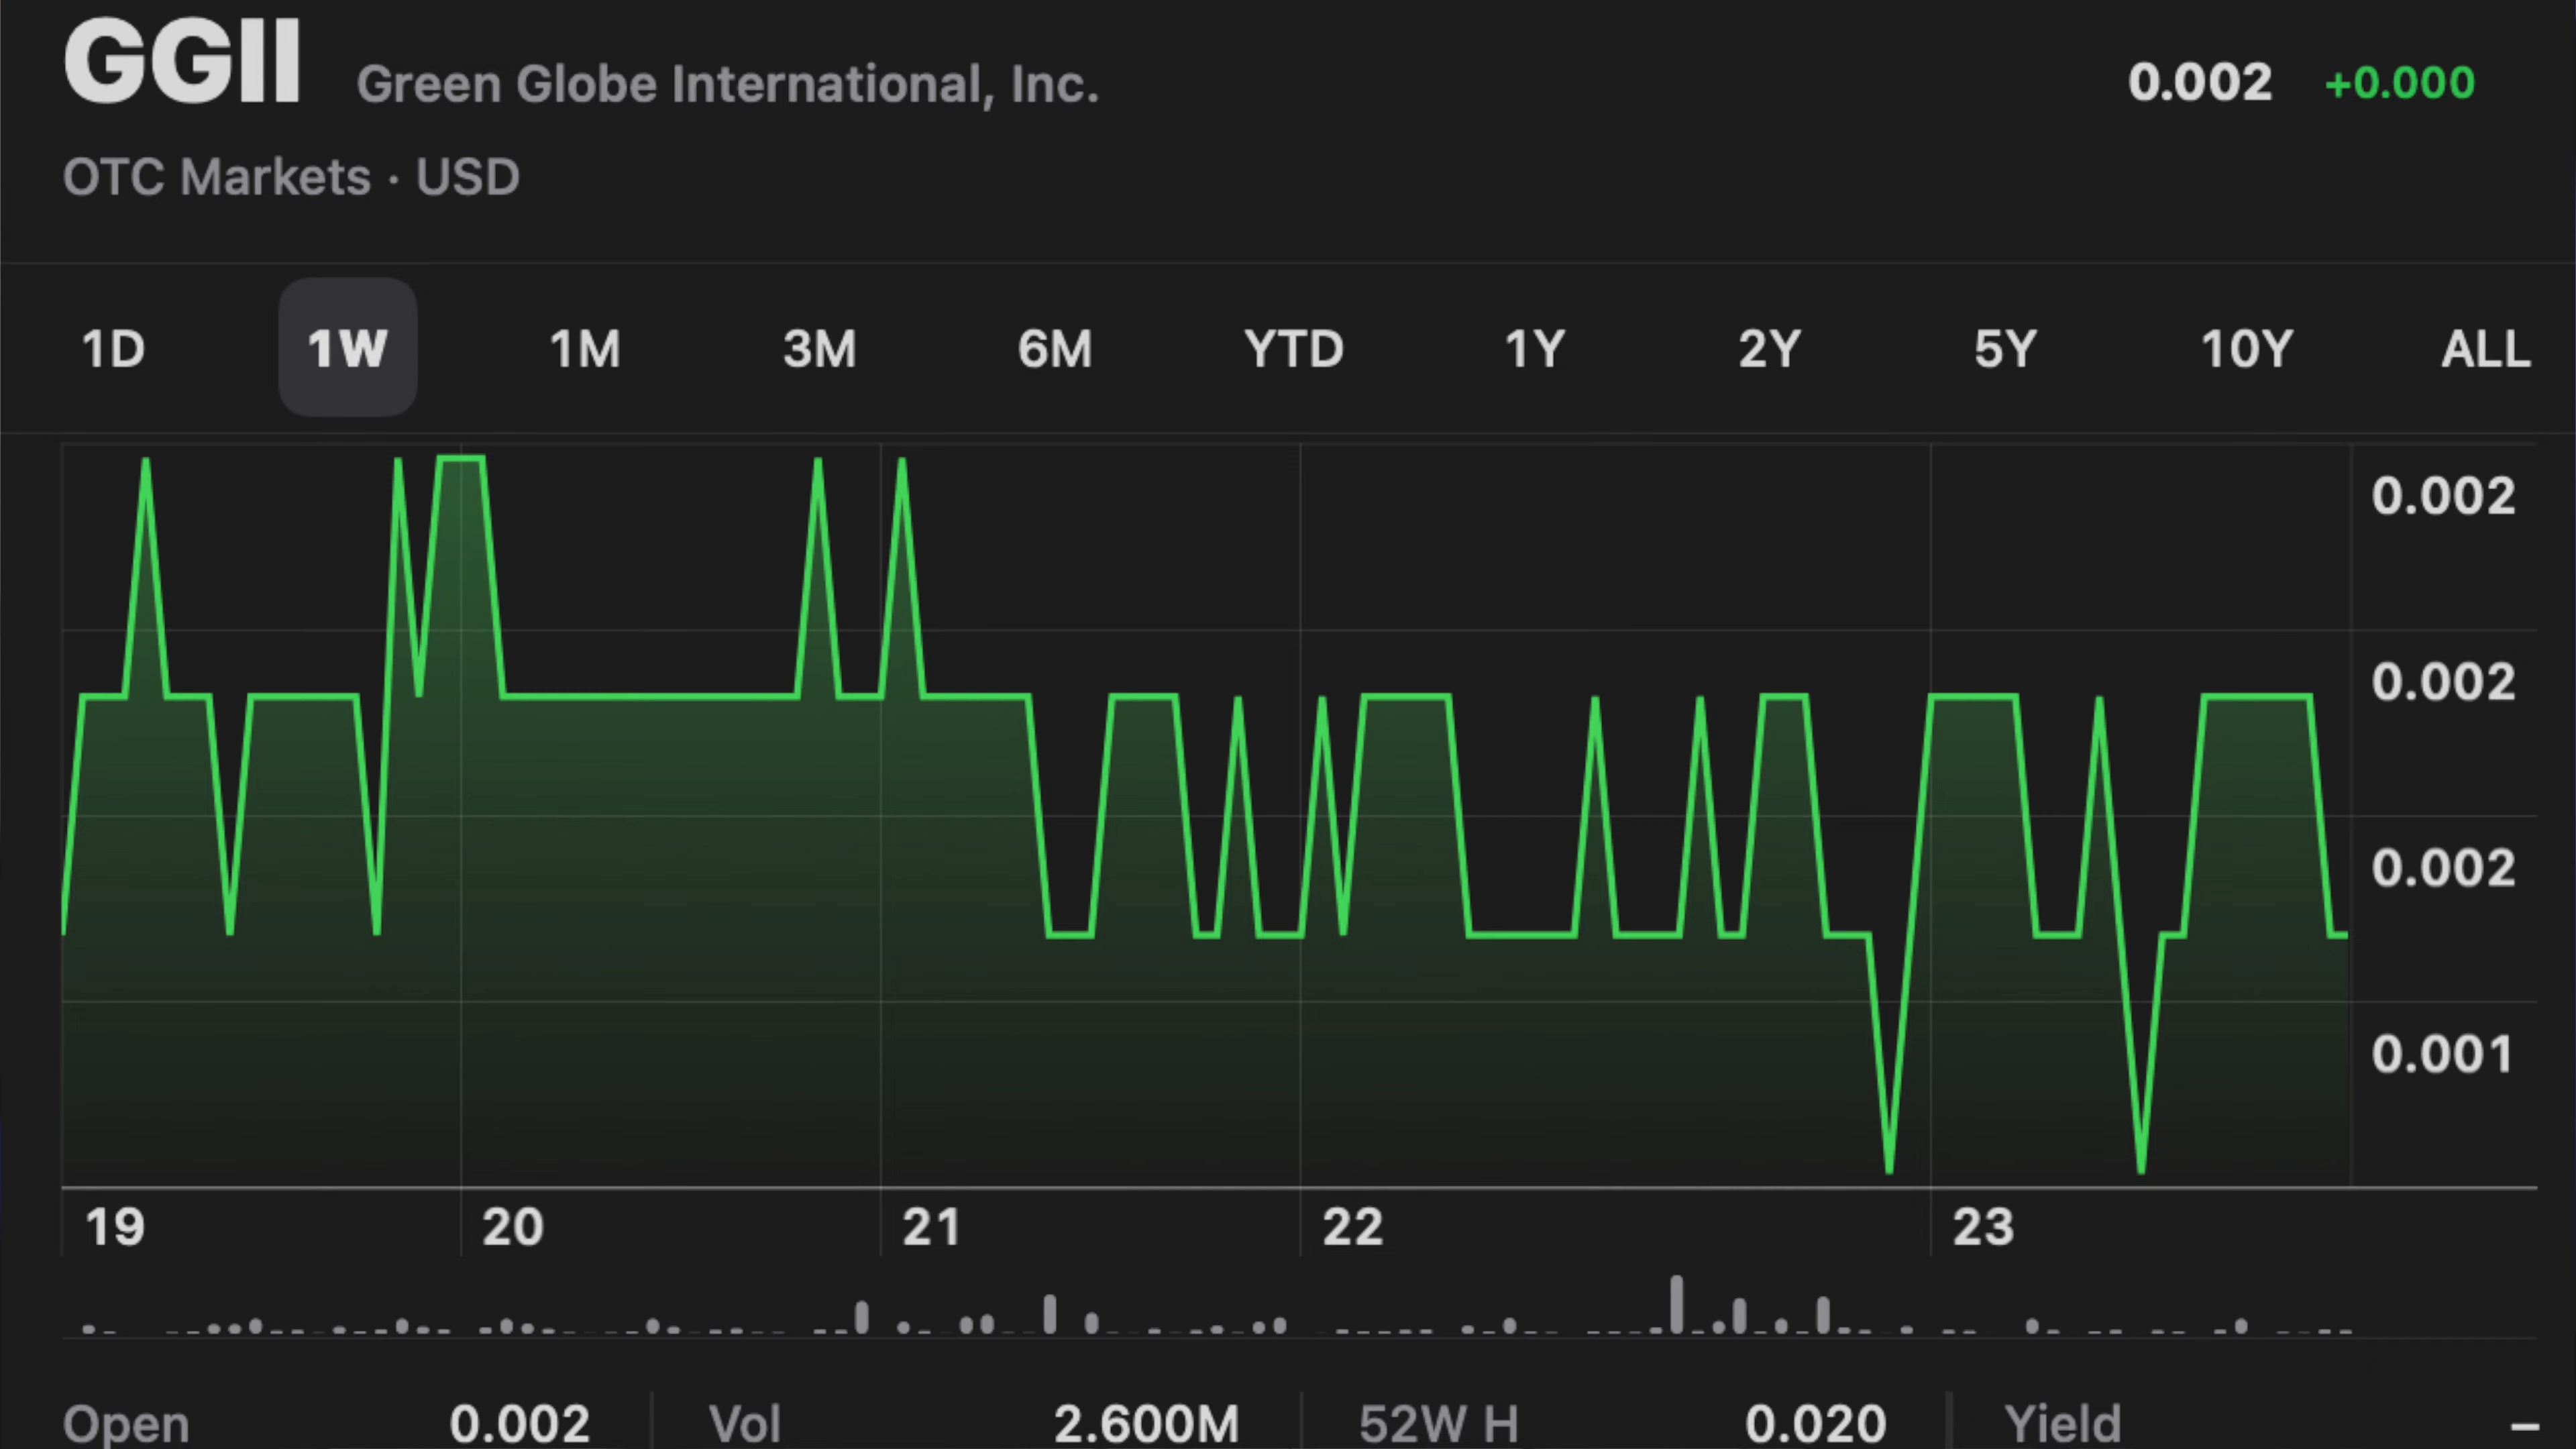 GGII Green Globe International, Inc. 0.002 +0.000
OTC Markets · USD
1D 1W 1M 3M 6M YTD 1Y 2Y 5Y 10Y ALL
0.002
0.002
0.002
0.001
19 20 21 22 23
Open 0.002 Vol 2.600M 52W H 0.020 Yield –